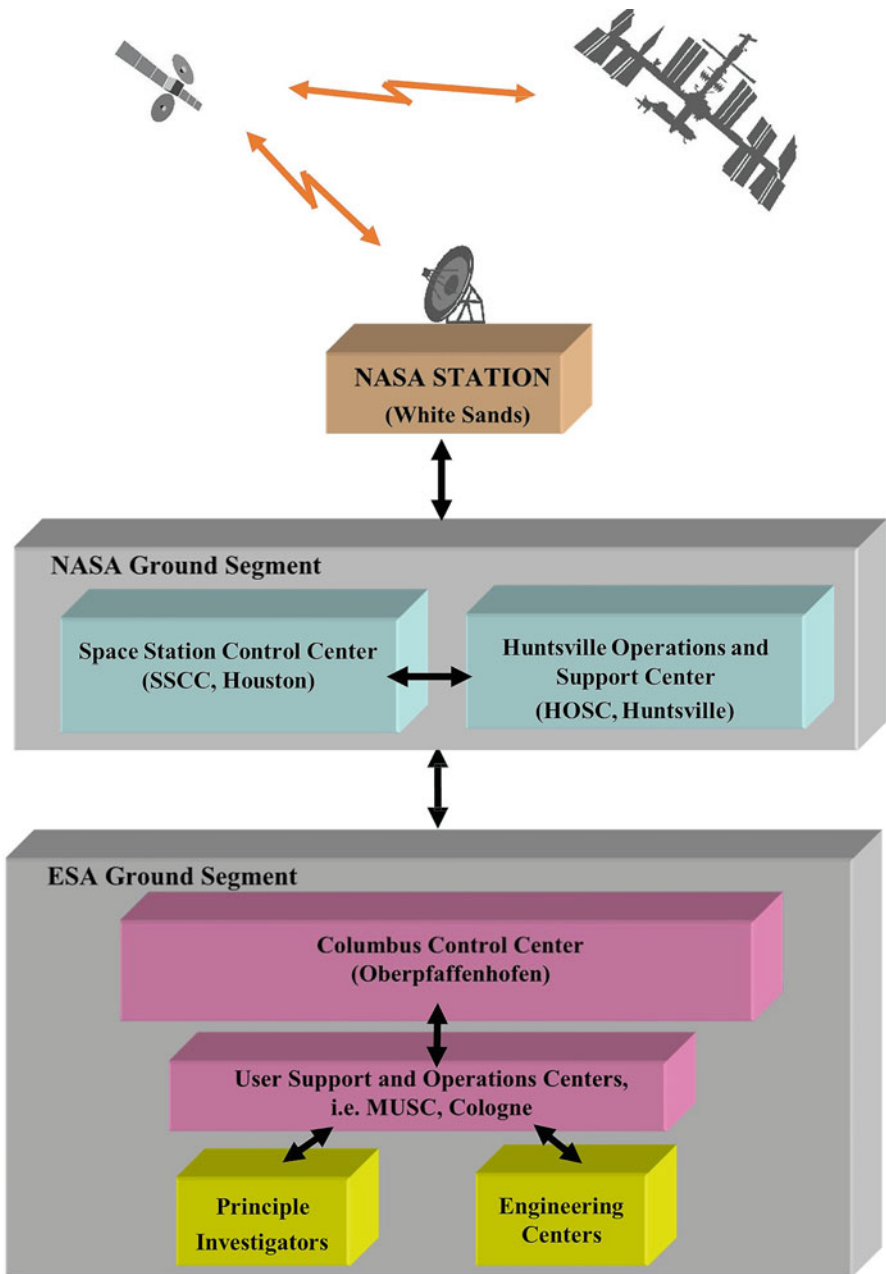 NASA STATION
(White Sands)
NASA Ground Segment
Space Station Control Center
(SSCC, Houston)
Huntsville Operations and
Support Center
(HOSC, Huntsville)
ESA Ground Segment
Columbus Control Center
(Oberpfaffenhofen)
User Support and Operations Centers,
i.e. MUSC, Cologne
Principle
Investigators
Engineering
Centers